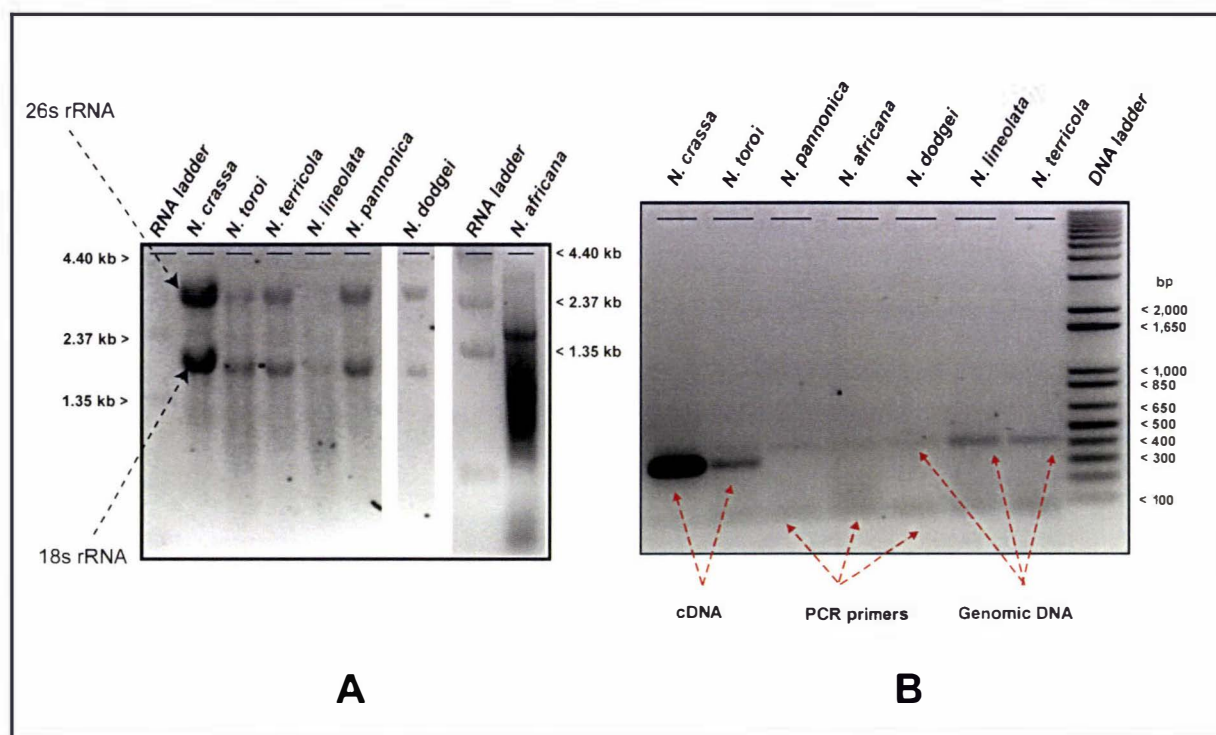 26s rRNA
18s rRNA
RNA ladder
N. crassa
N. toroi
N. terricola
N. lineolata
N. pannonica
N. dodgei
RNA ladder
N. africana
4.40 kb >
2.37 kb >
1.35 kb >
< 4.40 kb
< 2.37 kb
< 1.35 kb
A
N. crassa
N. toroi
N. pannonica
N. africana
N. dodgei
N. lineolata
N. terricola
DNA ladder
bp
< 2,000
< 1,650
< 1,000
< 850
< 650
< 500
< 400
< 300
< 100
cDNA
PCR primers
Genomic DNA
B